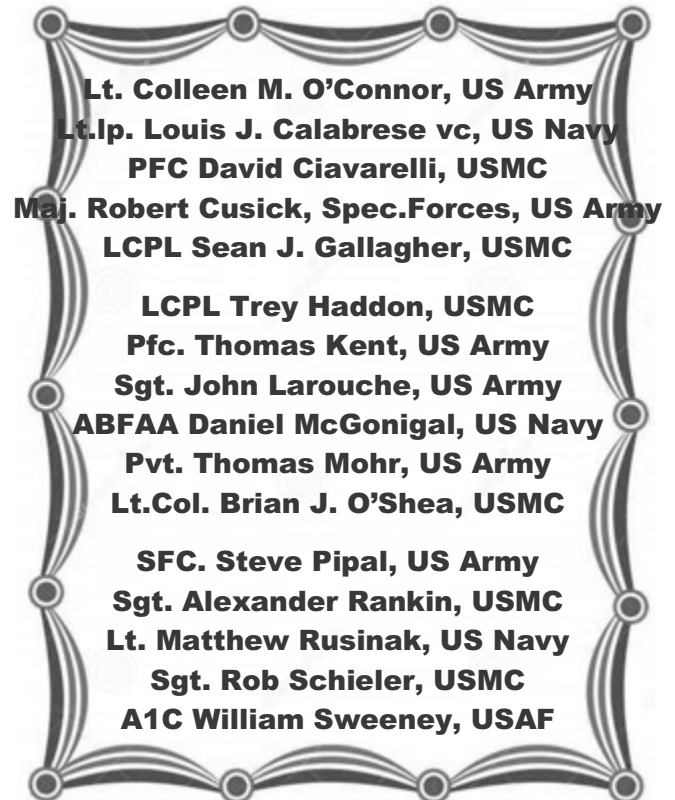 Lt. Colleen M. O’Connor, US Army
Lt.lp. Louis J. Calabrese vc, US Navy
PFC David Ciavarelli, USMC
Maj. Robert Cusick, Spec.Forces, US Army
LCPL Sean J. Gallagher, USMC
LCPL Trey Haddon, USMC
Pfc. Thomas Kent, US Army
Sgt. John Larouche, US Army
ABFAA Daniel McGonigal, US Navy
Pvt. Thomas Mohr, US Army
Lt.Col. Brian J. O’Shea, USMC
SFC. Steve Pipal, US Army
Sgt. Alexander Rankin, USMC
Lt. Matthew Rusinak, US Navy
Sgt. Rob Schieler, USMC
A1C William Sweeney, USAF